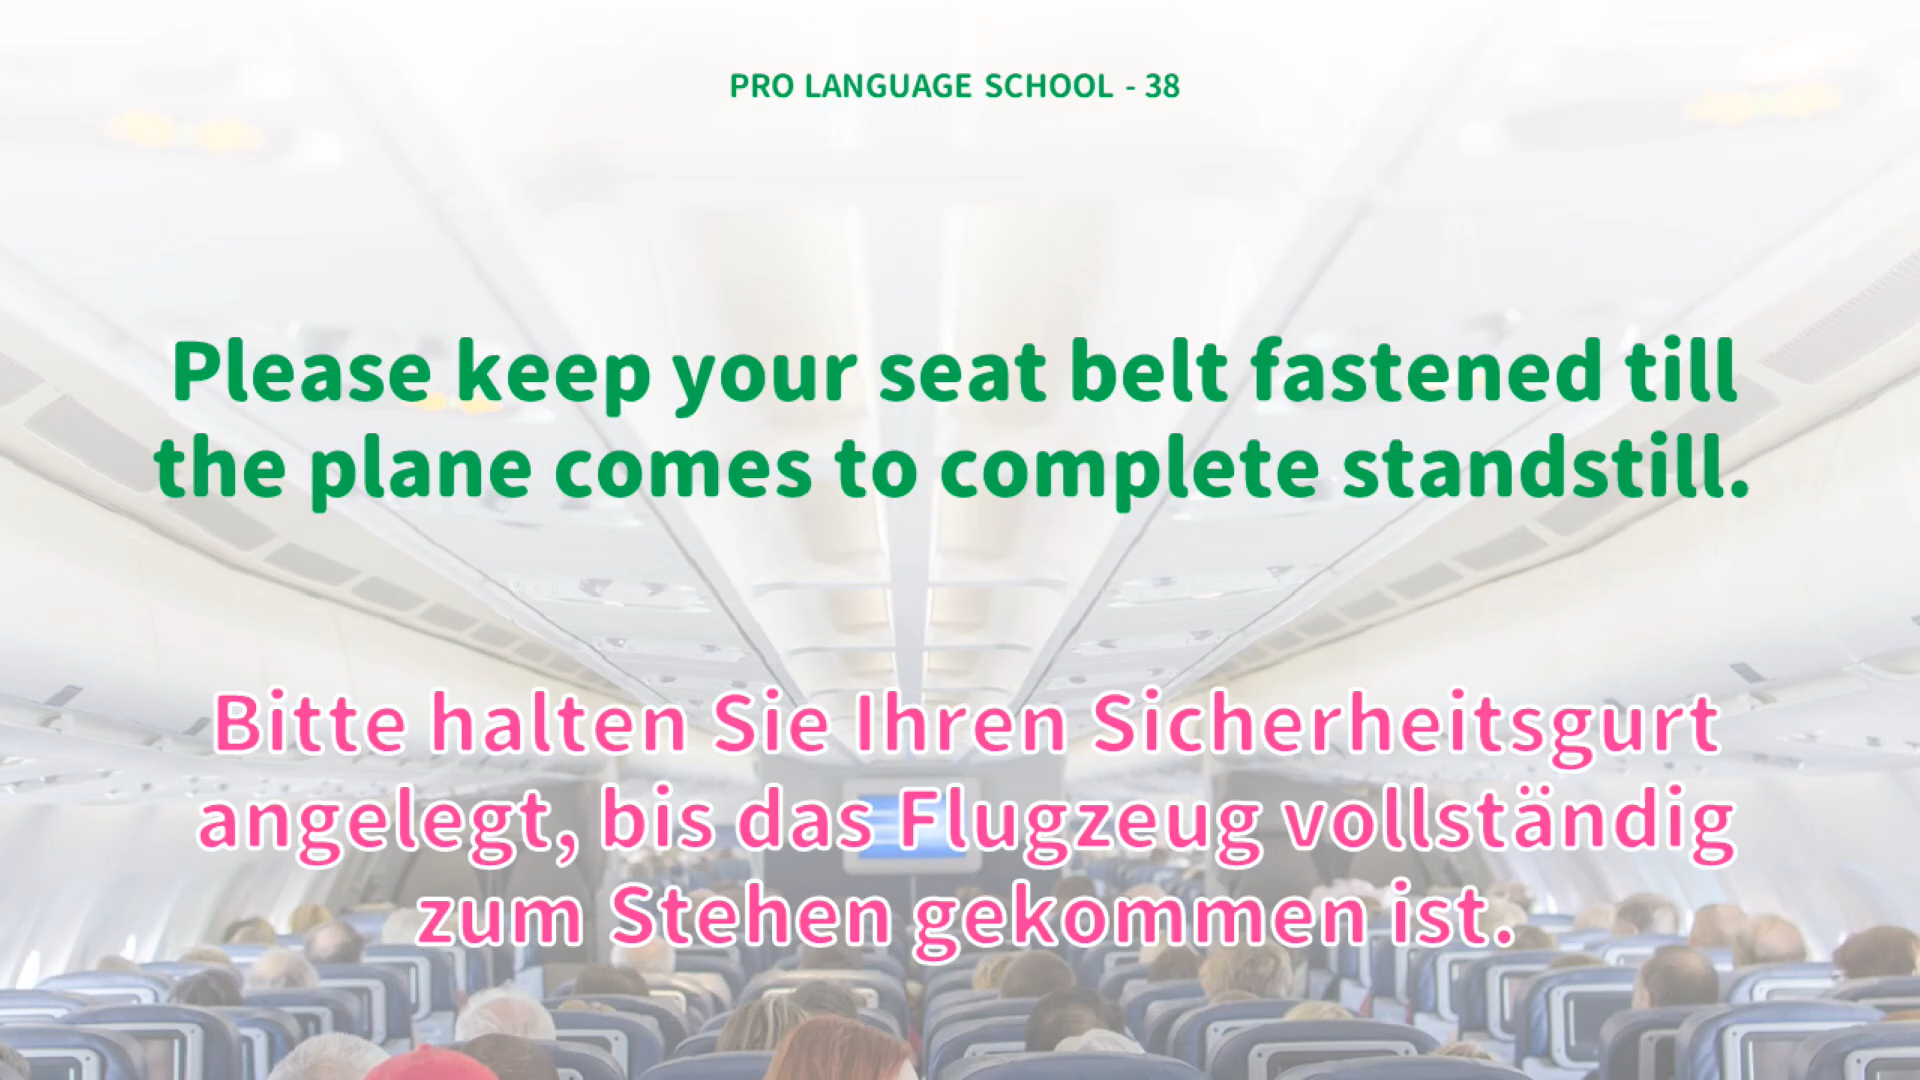 PRO LANGUAGE SCHOOL - 38
Please keep your seat belt fastened till
the plane comes to complete standstill.
Bitte halten Sie Ihren Sicherheitsgurt
angelegt, bis das Flugzeug vollständig
zum Stehen gekommen ist.